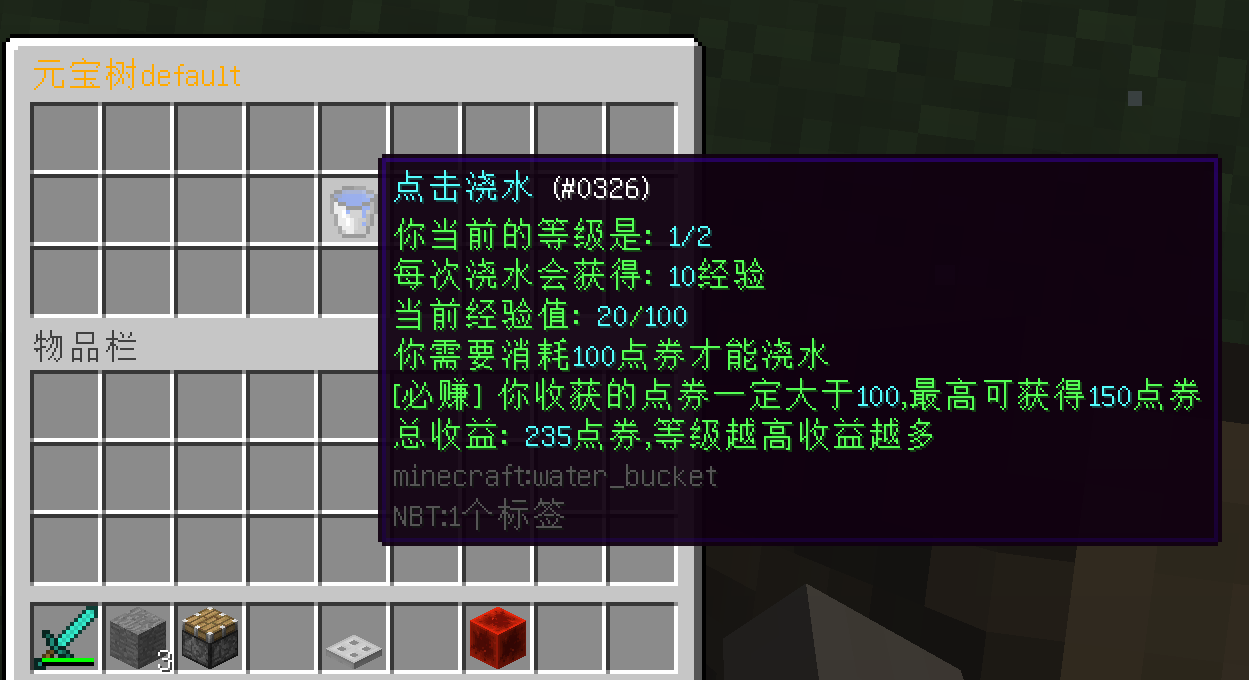 元宝树default
点击浇水 (#0326)
你当前的等级是: 1/2
每次浇水会获得: 10经验
当前经验值: 20/100
你需要消耗100点券才能浇水
[必赚] 你收获的点券一定大于100,最高可获得150点券
总收益: 235点券,等级越高收益越多
minecraft:water_bucket
NBT:1个标签
物品栏
3